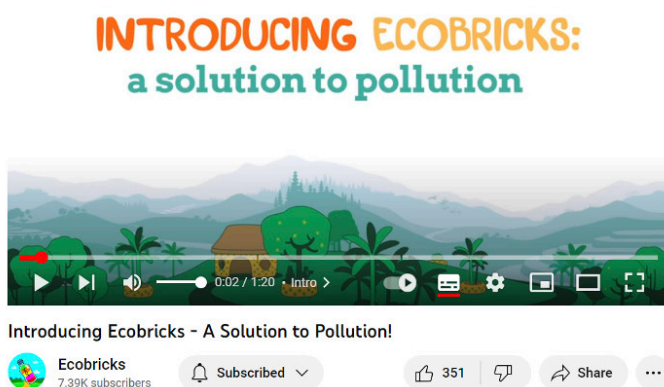 INTRODUCING ECOBRICKS:
a solution to pollution
0:02 / 1:20 • Intro >
Introducing Ecobricks - A Solution to Pollution!
Ecobricks
7.39K subscribers
Subscribed
351
Share